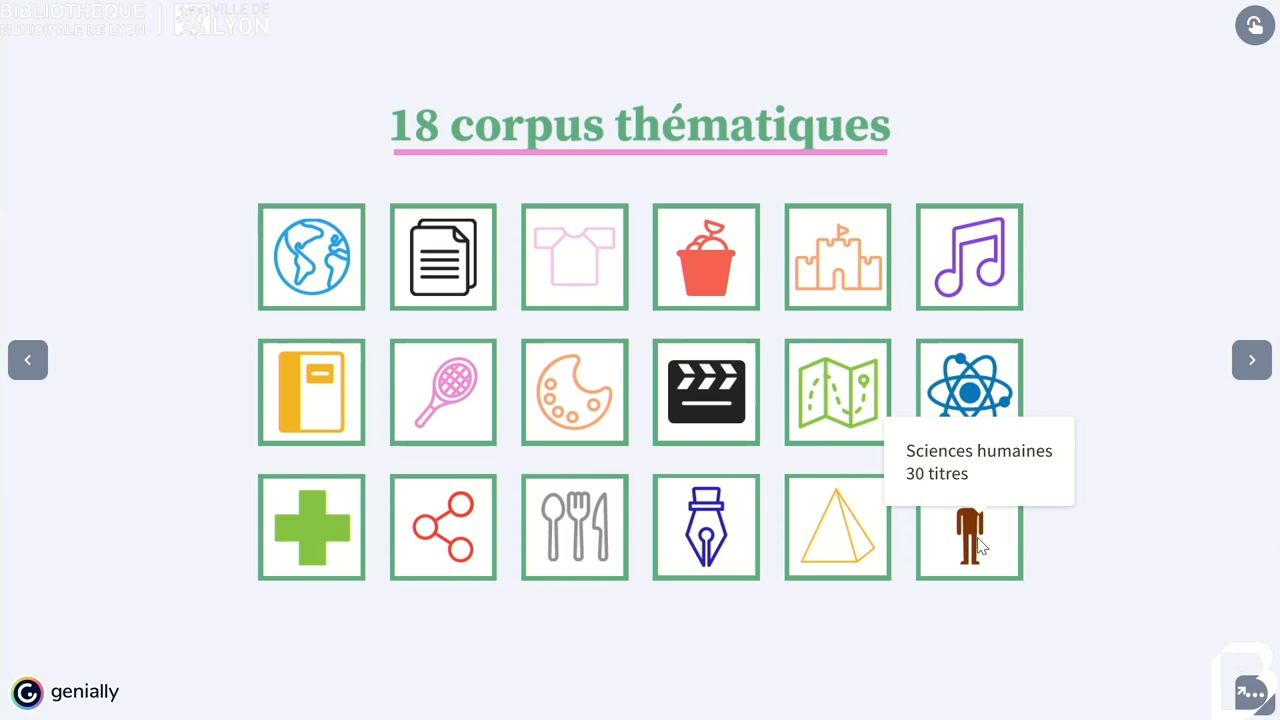 BIBLIOTHÈQUE
MUNICIPALE DE LYON
VILLE DE
LYON
18 corpus thématiques
Sciences humaines
30 titres
genially